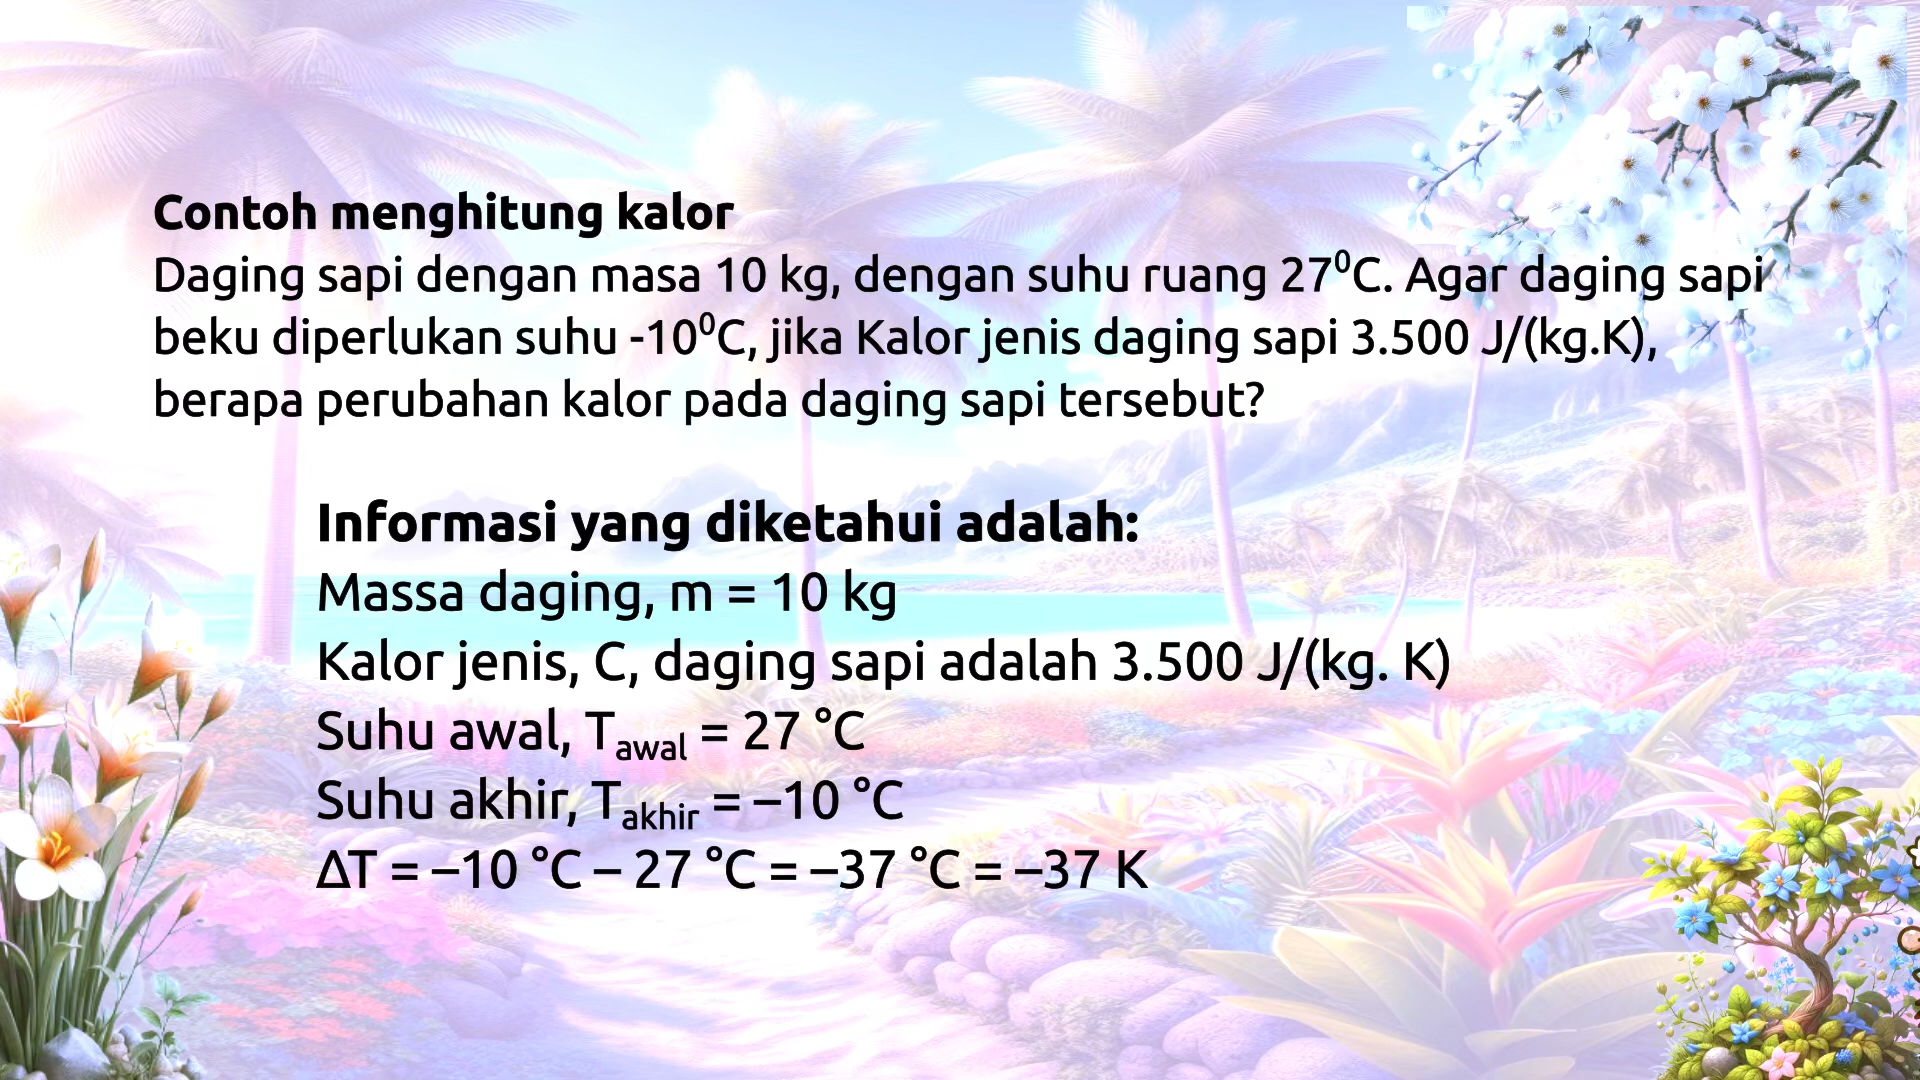 Contoh menghitung kalor
Daging sapi dengan masa 10 kg, dengan suhu ruang 27⁰C. Agar daging sapi
beku diperlukan suhu -10⁰C, jika Kalor jenis daging sapi 3.500 J/(kg.K),
berapa perubahan kalor pada daging sapi tersebut?
Informasi yang diketahui adalah:
Massa daging, m = 10 kg
Kalor jenis, C, daging sapi adalah 3.500 J/(kg. K)
Suhu awal, T_awal = 27 °C
Suhu akhir, T_akhir = –10 °C
ΔT = –10 °C – 27 °C = –37 °C = –37 K